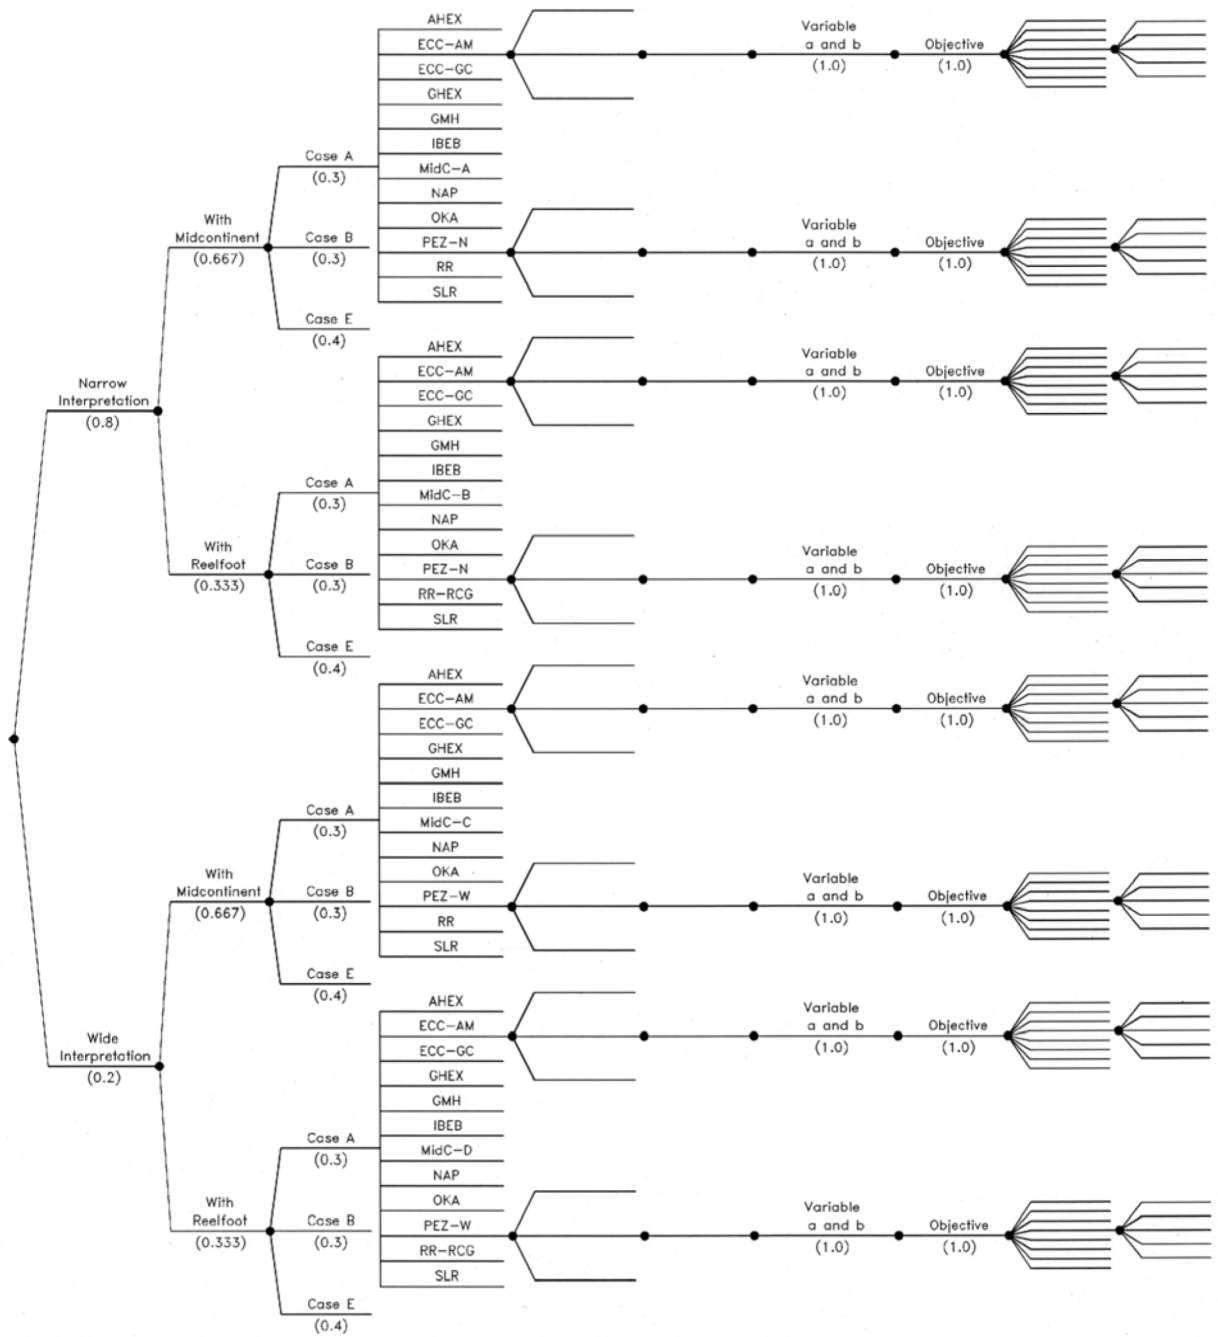 AHEX
ECC-AM
ECC-GC
GHEX
GMH
IBEB
MidC-A
NAP
OKA
PEZ-N
RR
SLR
Variable
a and b
(1.0)
Objective
(1.0)
Variable
a and b
(1.0)
Objective
(1.0)
Case A
(0.3)
With
Midcontinent
(0.667)
Case B
(0.3)
Case E
(0.4)
Narrow
Interpretation
(0.8)
AHEX
ECC-AM
ECC-GC
GHEX
GMH
IBEB
MidC-B
NAP
OKA
PEZ-N
RR-RCG
SLR
Variable
a and b
(1.0)
Objective
(1.0)
Variable
a and b
(1.0)
Objective
(1.0)
Case A
(0.3)
With
Reelfoot
(0.333)
Case B
(0.3)
Case E
(0.4)
AHEX
ECC-AM
ECC-GC
GHEX
GMH
IBEB
MidC-C
NAP
OKA
PEZ-W
RR
SLR
Variable
a and b
(1.0)
Objective
(1.0)
Variable
a and b
(1.0)
Objective
(1.0)
Case A
(0.3)
With
Midcontinent
(0.667)
Case B
(0.3)
Case E
(0.4)
Wide
Interpretation
(0.2)
AHEX
ECC-AM
ECC-GC
GHEX
GMH
IBEB
MidC-D
NAP
OKA
PEZ-W
RR-RCG
SLR
Variable
a and b
(1.0)
Objective
(1.0)
Variable
a and b
(1.0)
Objective
(1.0)
Case A
(0.3)
With
Reelfoot
(0.333)
Case B
(0.3)
Case E
(0.4)